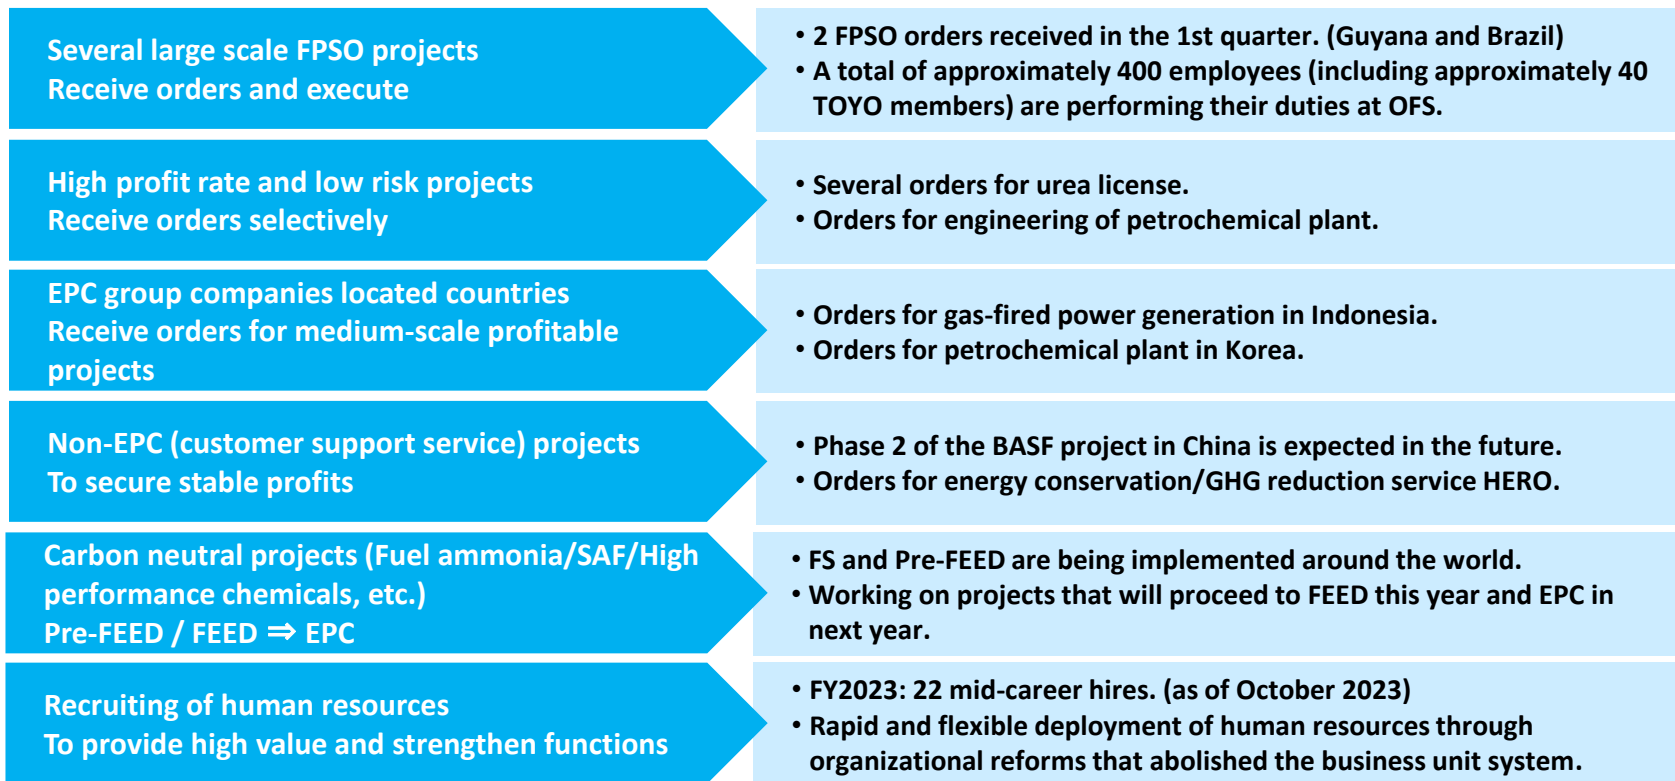 Several large scale FPSO projects
Receive orders and execute
• 2 FPSO orders received in the 1st quarter. (Guyana and Brazil)
• A total of approximately 400 employees (including approximately 40
TOYO members) are performing their duties at OFS.
High profit rate and low risk projects
Receive orders selectively
• Several orders for urea license.
• Orders for engineering of petrochemical plant.
EPC group companies located countries
Receive orders for medium-scale profitable
projects
• Orders for gas-fired power generation in Indonesia.
• Orders for petrochemical plant in Korea.
Non-EPC (customer support service) projects
To secure stable profits
• Phase 2 of the BASF project in China is expected in the future.
• Orders for energy conservation/GHG reduction service HERO.
Carbon neutral projects (Fuel ammonia/SAF/High
performance chemicals, etc.)
Pre-FEED / FEED ⇒ EPC
• FS and Pre-FEED are being implemented around the world.
• Working on projects that will proceed to FEED this year and EPC in
next year.
Recruiting of human resources
To provide high value and strengthen functions
• FY2023: 22 mid-career hires. (as of October 2023)
• Rapid and flexible deployment of human resources through
organizational reforms that abolished the business unit system.